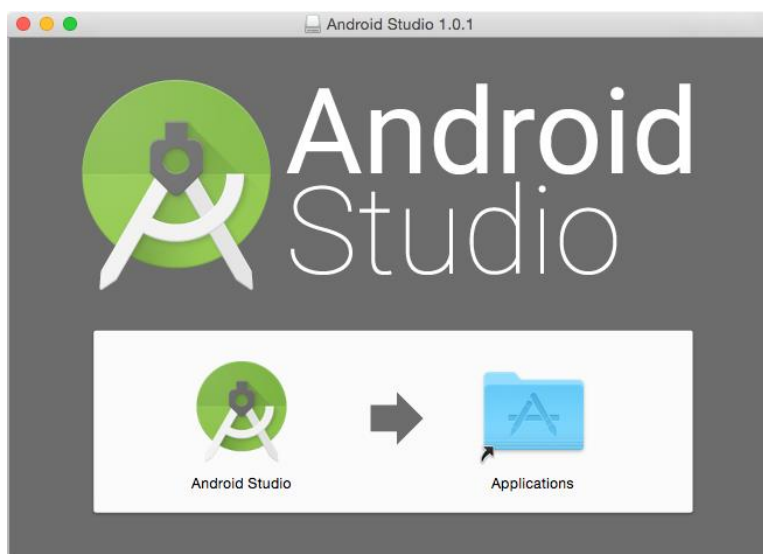 Android Studio 1.0.1
Android
Studio
Android Studio
Applications